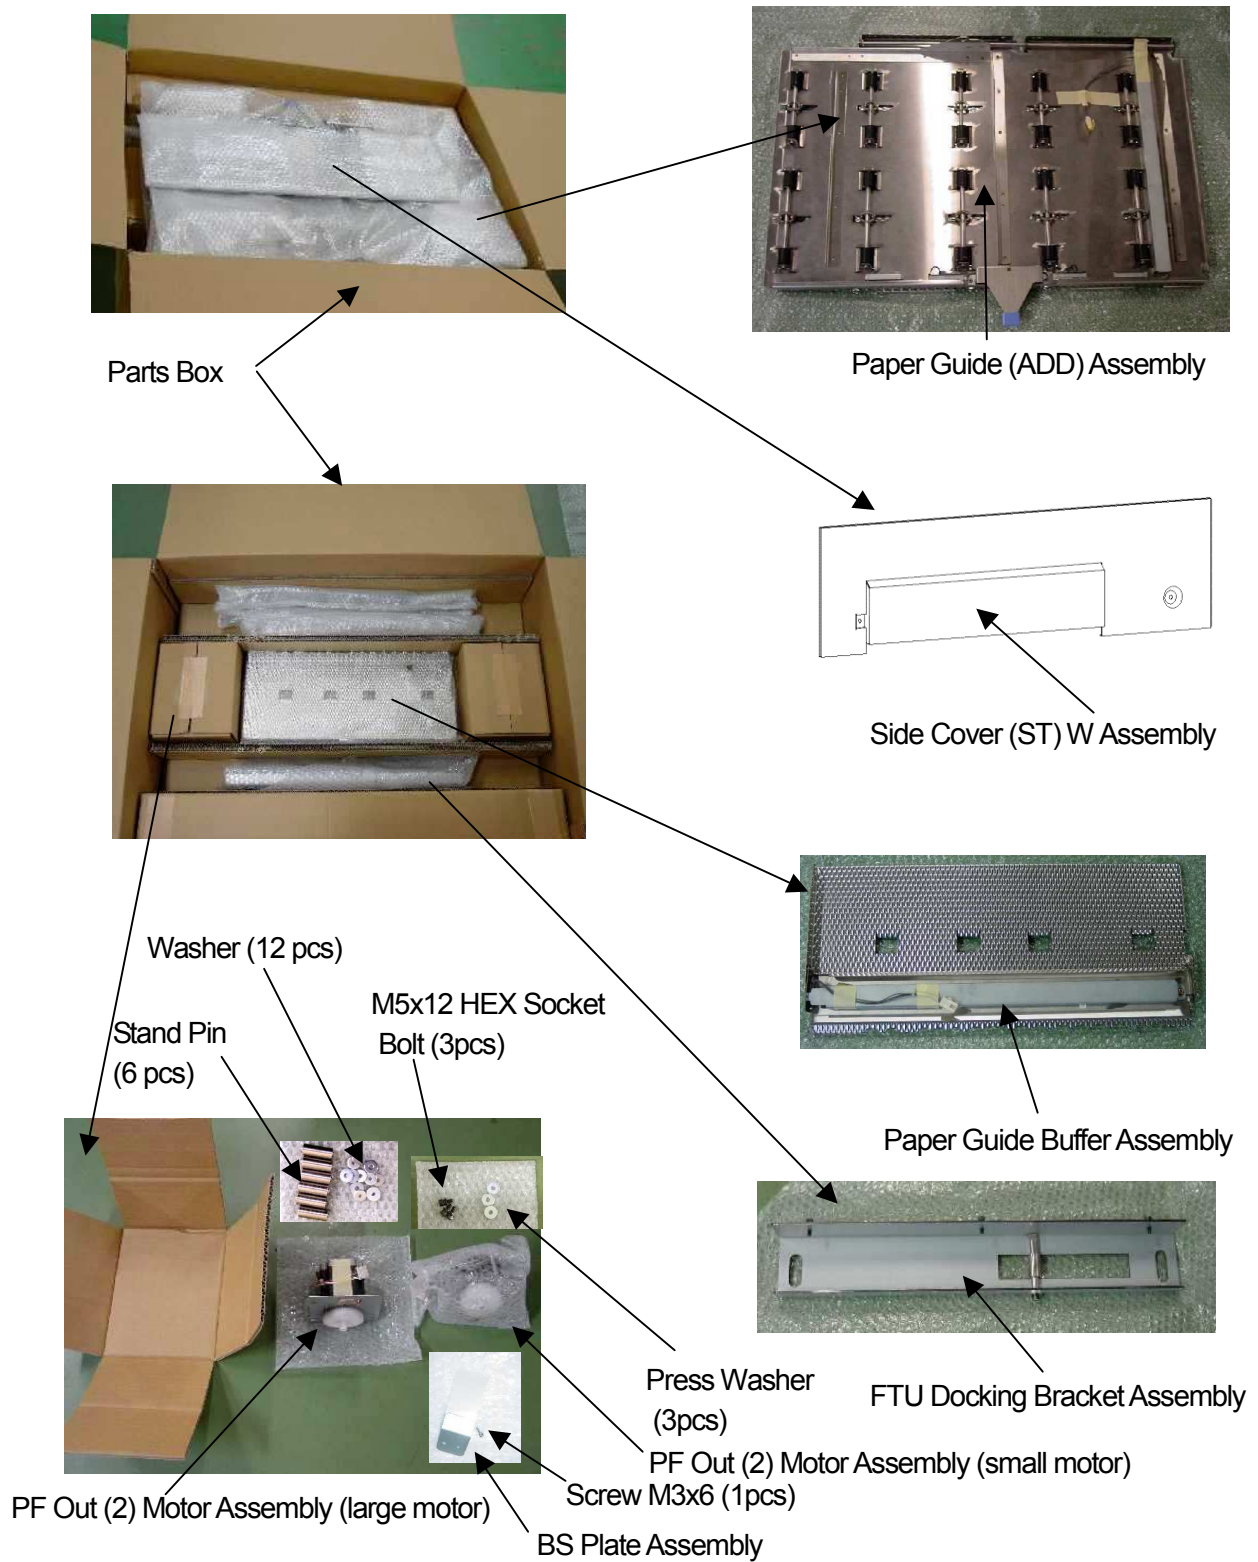 Parts Box
Paper Guide (ADD) Assembly
Side Cover (ST) W Assembly
Washer (12 pcs)
M5x12 HEX Socket
Bolt (3pcs)
Stand Pin
(6 pcs)
Paper Guide Buffer Assembly
Press Washer
(3pcs)
FTU Docking Bracket Assembly
PF Out (2) Motor Assembly (small motor)
Screw M3x6 (1pcs)
PF Out (2) Motor Assembly (large motor)
BS Plate Assembly